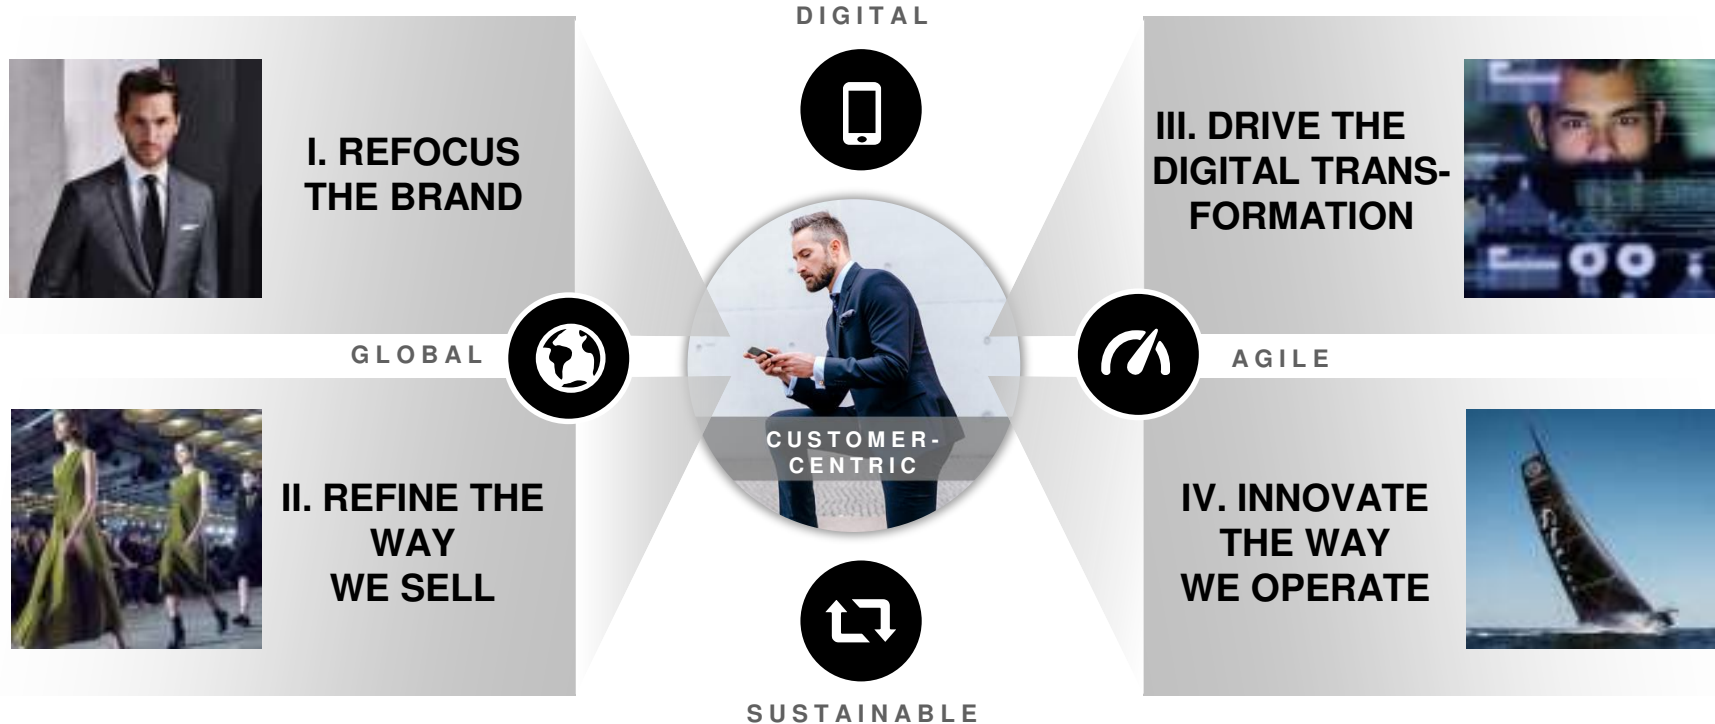 DIGITAL
I. REFOCUS
THE BRAND
III. DRIVE THE
DIGITAL TRANS-
FORMATION
GLOBAL
AGILE
CUSTOMER-
CENTRIC
II. REFINE THE
WAY
WE SELL
IV. INNOVATE
THE WAY
WE OPERATE
SUSTAINABLE